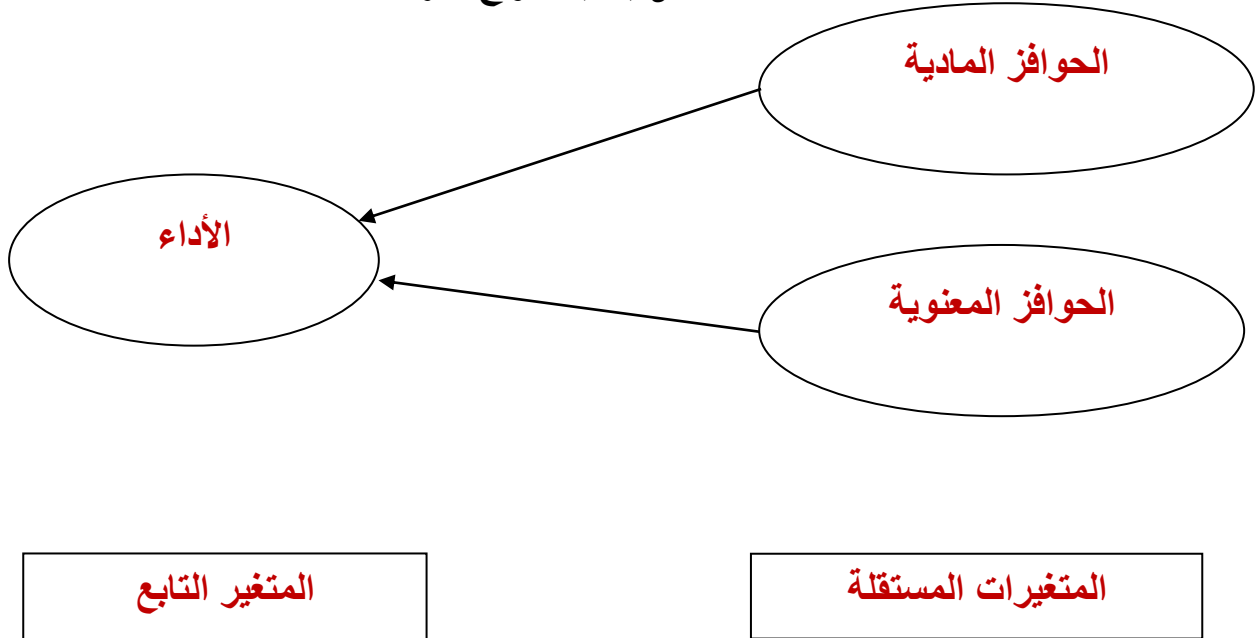 الحوافز المادية
الأداء
الحوافز المعنوية
المتغيرات المستقلة
المتغير التابع